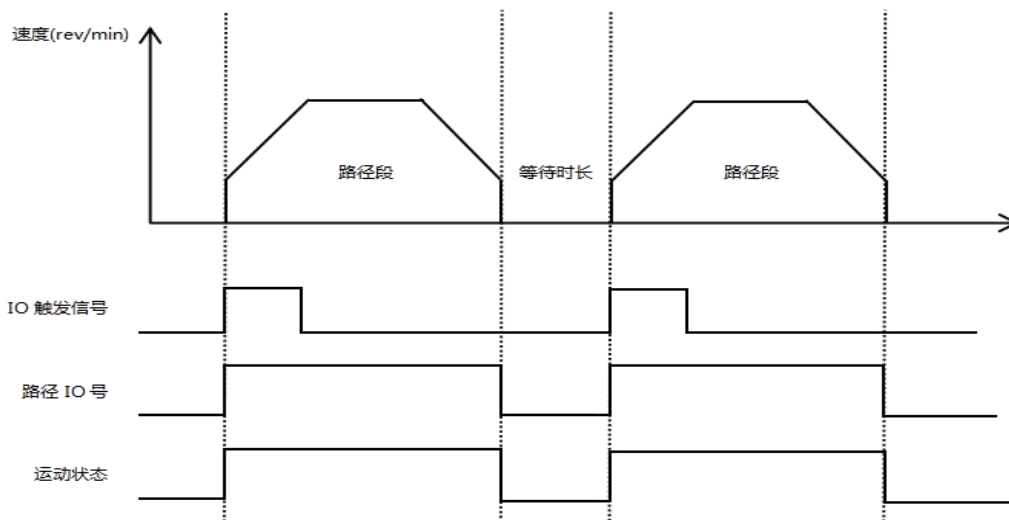 速度(rev/min)
路径段
等待时长
路径段
IO 触发信号
路径 IO 号
运动状态